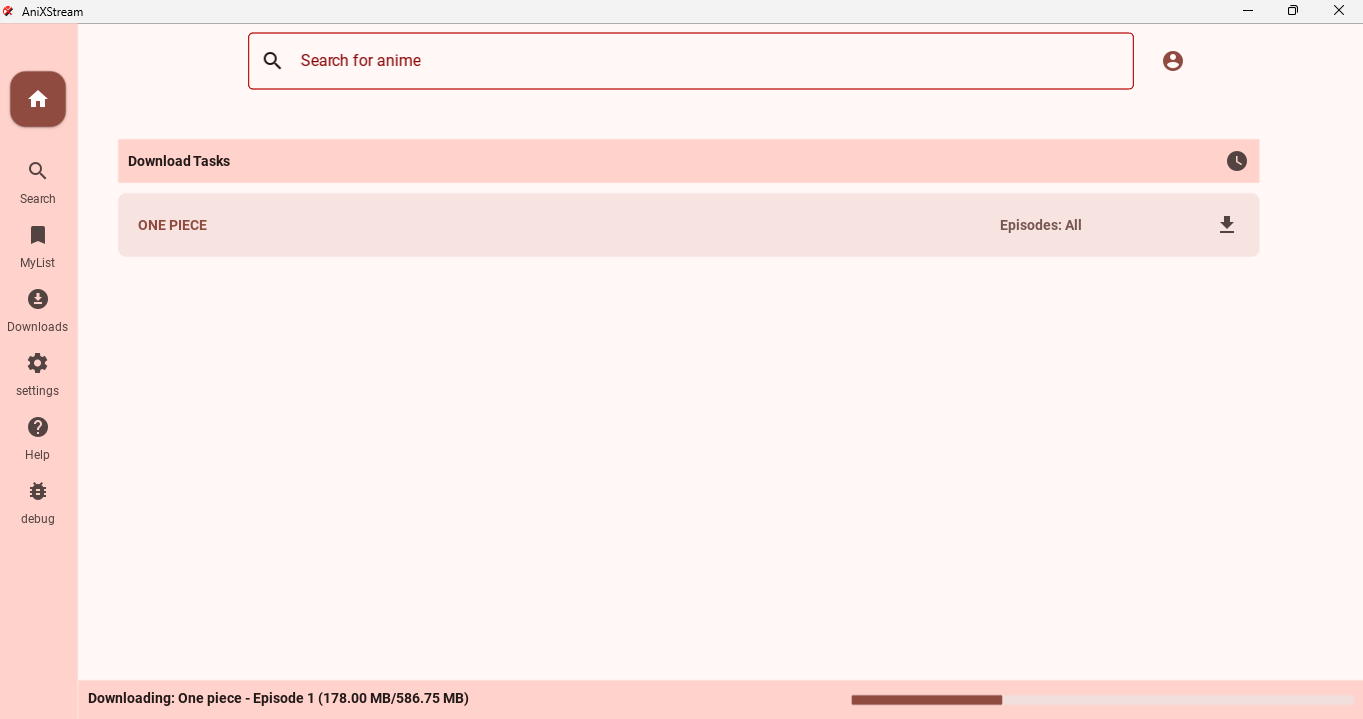 AniXStream
Search for anime
Download Tasks
ONE PIECE Episodes: All
Search
MyList
Downloads
settings
Help
debug
Downloading: One piece - Episode 1 (178.00 MB/586.75 MB)